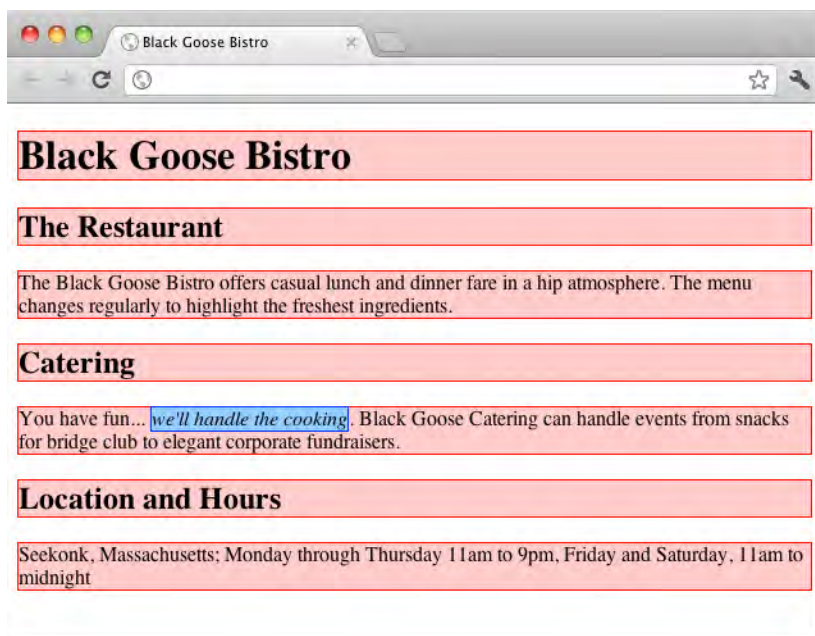 Black Goose Bistro
Black Goose Bistro
The Restaurant
The Black Goose Bistro offers casual lunch and dinner fare in a hip atmosphere. The menu
changes regularly to highlight the freshest ingredients.
Catering
You have fun... we'll handle the cooking. Black Goose Catering can handle events from snacks
for bridge club to elegant corporate fundraisers.
Location and Hours
Seekonk, Massachusetts; Monday through Thursday 11am to 9pm, Friday and Saturday, 11am to
midnight